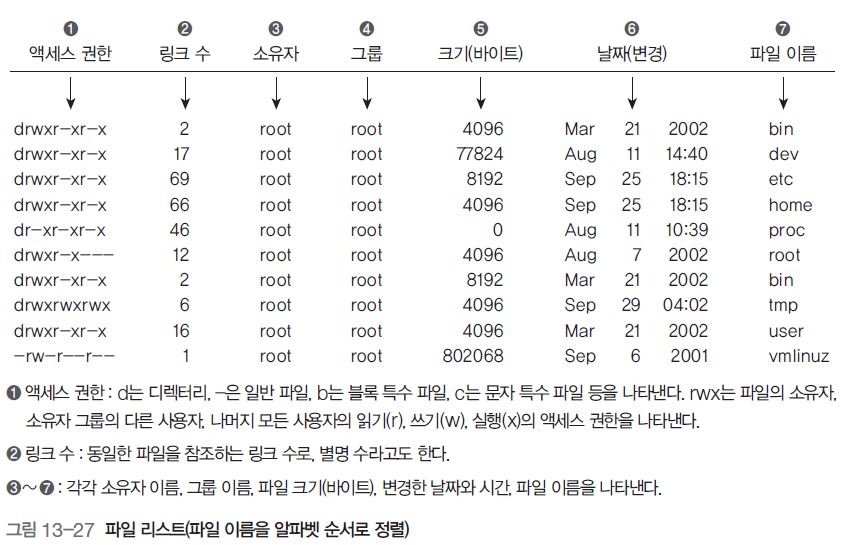 ❶ ❷ ❸ ❹ ❺ ❻ ❼
액세스 권한 링크 수 소유자 그룹 크기(바이트) 날짜(변경) 파일 이름
drwxr-xr-x 2 root root 4096 Mar 21 2002 bin
drwxr-xr-x 17 root root 77824 Aug 11 14:40 dev
drwxr-xr-x 69 root root 8192 Sep 25 18:15 etc
drwxr-xr-x 66 root root 4096 Sep 25 18:15 home
dr-xr-xr-x 46 root root 0 Aug 11 10:39 proc
drwxr-x--- 12 root root 4096 Aug 7 2002 root
drwxr-xr-x 2 root root 8192 Mar 21 2002 bin
drwxrwxrwx 6 root root 4096 Sep 29 04:02 tmp
drwxr-xr-x 16 root root 4096 Mar 21 2002 user
-rw-r--r-- 1 root root 802068 Sep 6 2001 vmlinuz
❶ 액세스 권한 : d는 디렉터리, -은 일반 파일, b는 블록 특수 파일, c는 문자 특수 파일 등을 나타낸다. rwx는 파일의 소유자,
소유자 그룹의 다른 사용자, 나머지 모든 사용자의 읽기(r), 쓰기(w), 실행(x)의 액세스 권한을 나타낸다.
❷ 링크 수 : 동일한 파일을 참조하는 링크 수로, 별명 수라고도 한다.
❸~❼ : 각각 소유자 이름, 그룹 이름, 파일 크기(바이트), 변경한 날짜와 시간, 파일 이름을 나타낸다.
그림 13-27 파일 리스트(파일 이름을 알파벳 순서로 정렬)